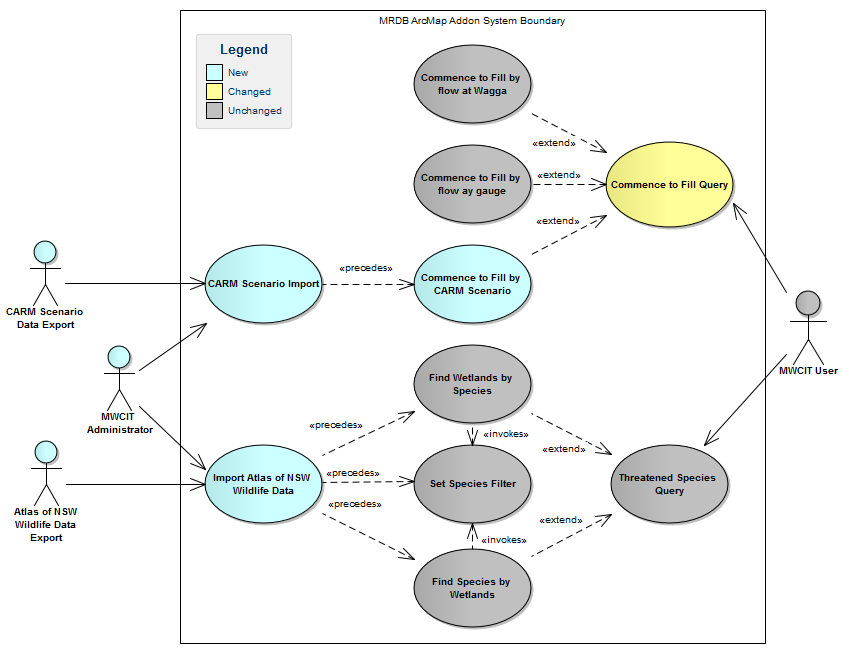 MRDB ArcMap Addon System Boundary
Legend
New
Changed
Unchanged
Commence to Fill by
flow at Wagga
«extend»
Commence to Fill by
flow ay gauge
«extend»
Commence to Fill Query
«extend»
CARM Scenario
Data Export
CARM Scenario Import
«precedes»
Commence to Fill by
CARM Scenario
MWCIT User
MWCIT
Administrator
Find Wetlands by
Species
«precedes»
«invokes»
«extend»
Atlas of NSW
Wildlife Data
Export
Import Atlas of NSW
Wildlife Data
«precedes»
Set Species Filter
Threatened Species
Query
«precedes»
«extend»
«invokes»
Find Species by
Wetlands